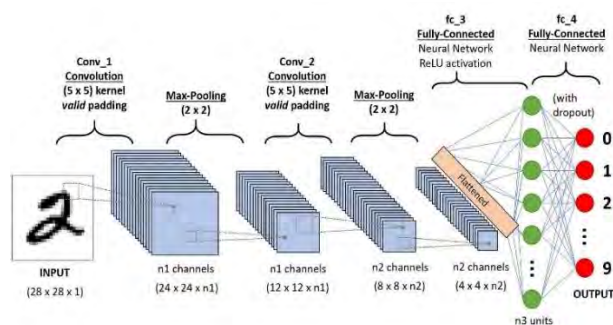 Conv_1
Convolution
(5 x 5) kernel
valid padding
Max-Pooling
(2 x 2)
Conv_2
Convolution
(5 x 5) kernel
valid padding
Max-Pooling
(2 x 2)
fc_3
Fully-Connected
Neural Network
ReLU activation
fc_4
Fully-Connected
Neural Network
(with
dropout)
Flattened
2
0
1
2
9
INPUT
(28 x 28 x 1)
n1 channels
(24 x 24 x n1)
n1 channels
(12 x 12 x n1)
n2 channels
(8 x 8 x n2)
n2 channels
(4 x 4 x n2)
n3 units
OUTPUT